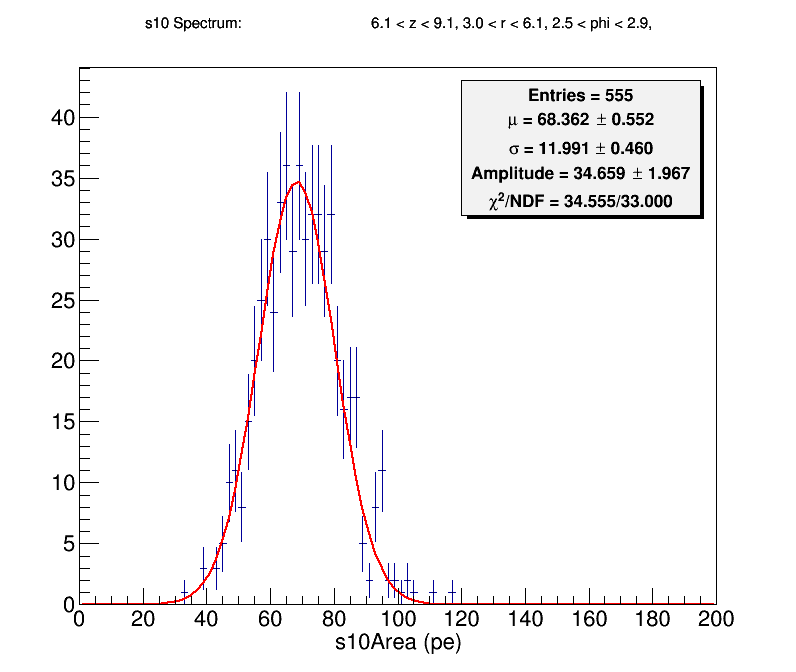 s10 Spectrum: 6.1 < z < 9.1, 3.0 < r < 6.1, 2.5 < phi < 2.9,
Entries = 555
μ = 68.362 ± 0.552
σ = 11.991 ± 0.460
Amplitude = 34.659 ± 1.967
χ²/NDF = 34.555/33.000
40
35
30
25
20
15
10
5
0
0 20 40 60 80 100 120 140 160 180 200
s10Area (pe)